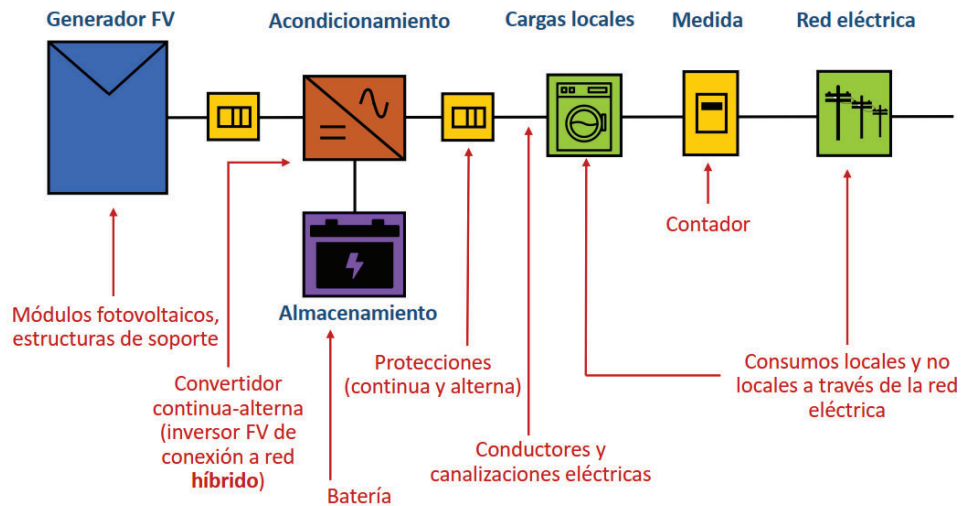 Generador FV
Acondicionamiento
Cargas locales
Medida
Red eléctrica
Contador
Almacenamiento
Módulos fotovoltaicos,
estructuras de soporte
Convertidor
continua-alterna
(inversor FV de
conexión a red
híbrido)
Protecciones
(continua y alterna)
Consumos locales y no
locales a través de la red
eléctrica
Conductores y
canalizaciones eléctricas
Batería